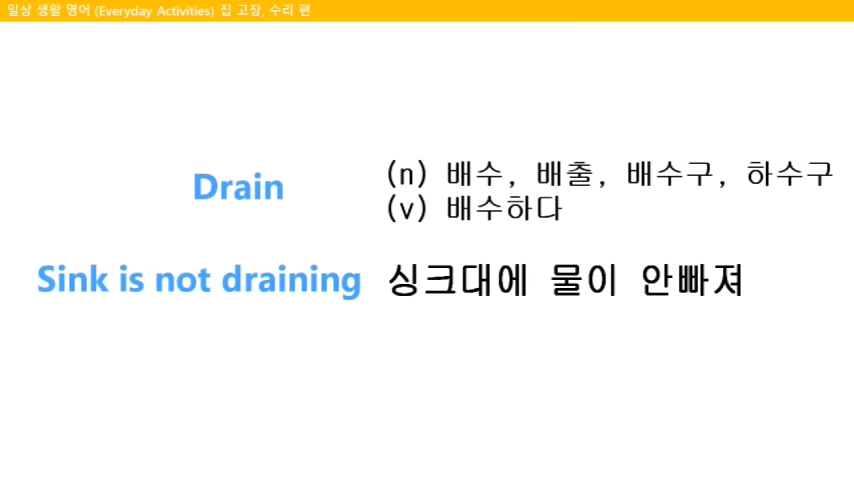 일상 생활 영어 (Everyday Activities) 집 고장, 수리 편
Drain
(n) 배수, 배출, 배수구, 하수구
(v) 배수하다
Sink is not draining 싱크대에 물이 안빠져